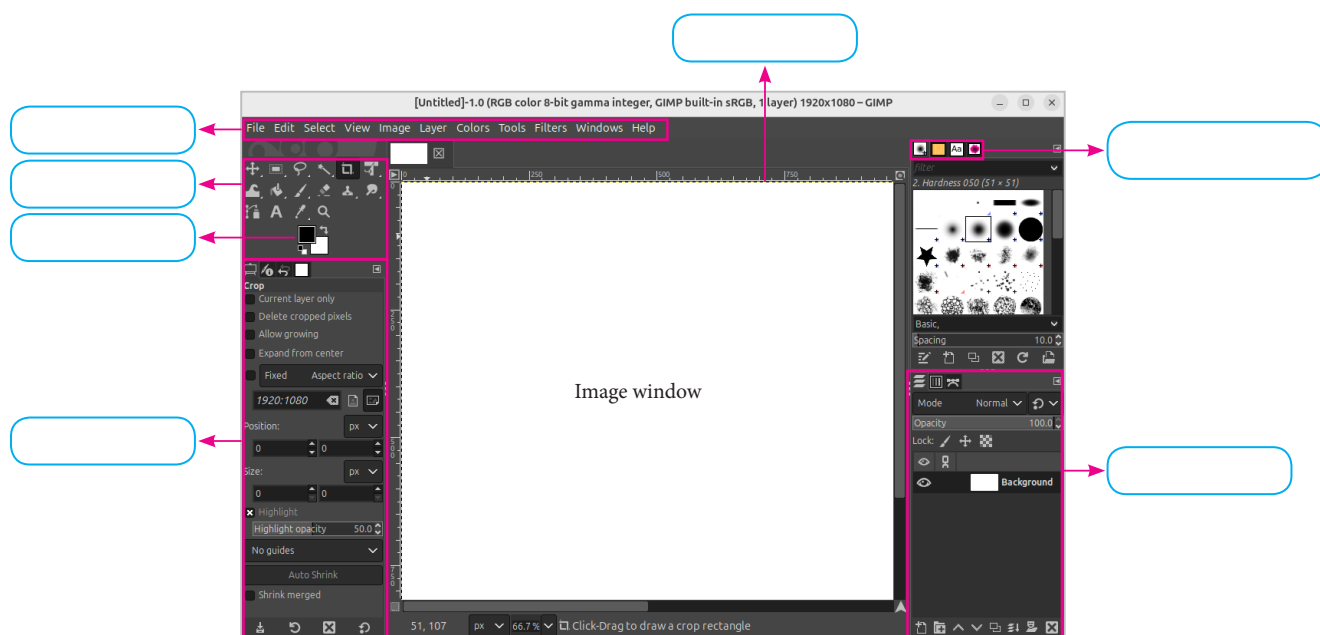 [Untitled]-1.0 (RGB color 8-bit gamma integer, GIMP built-in sRGB, 1 layer) 1920x1080 – GIMP
File Edit Select View Image Layer Colors Tools Filters Windows Help
Aa
0 250 500 750
filter
2. Hardness 050 (51 × 51)
A
Crop
Current layer only
Delete cropped pixels
Allow growing
Expand from center
Fixed Aspect ratio
1920:1080
Position: px
0 0
Size: px
0 0
Highlight
Highlight opacity 50.0
No guides
Auto Shrink
Shrink merged
0
250
500
750
Image window
51, 107 px 66.7 % Click-Drag to draw a crop rectangle
Basic,
Spacing 10.0
Mode Normal
Opacity 100.0
Lock:
Background